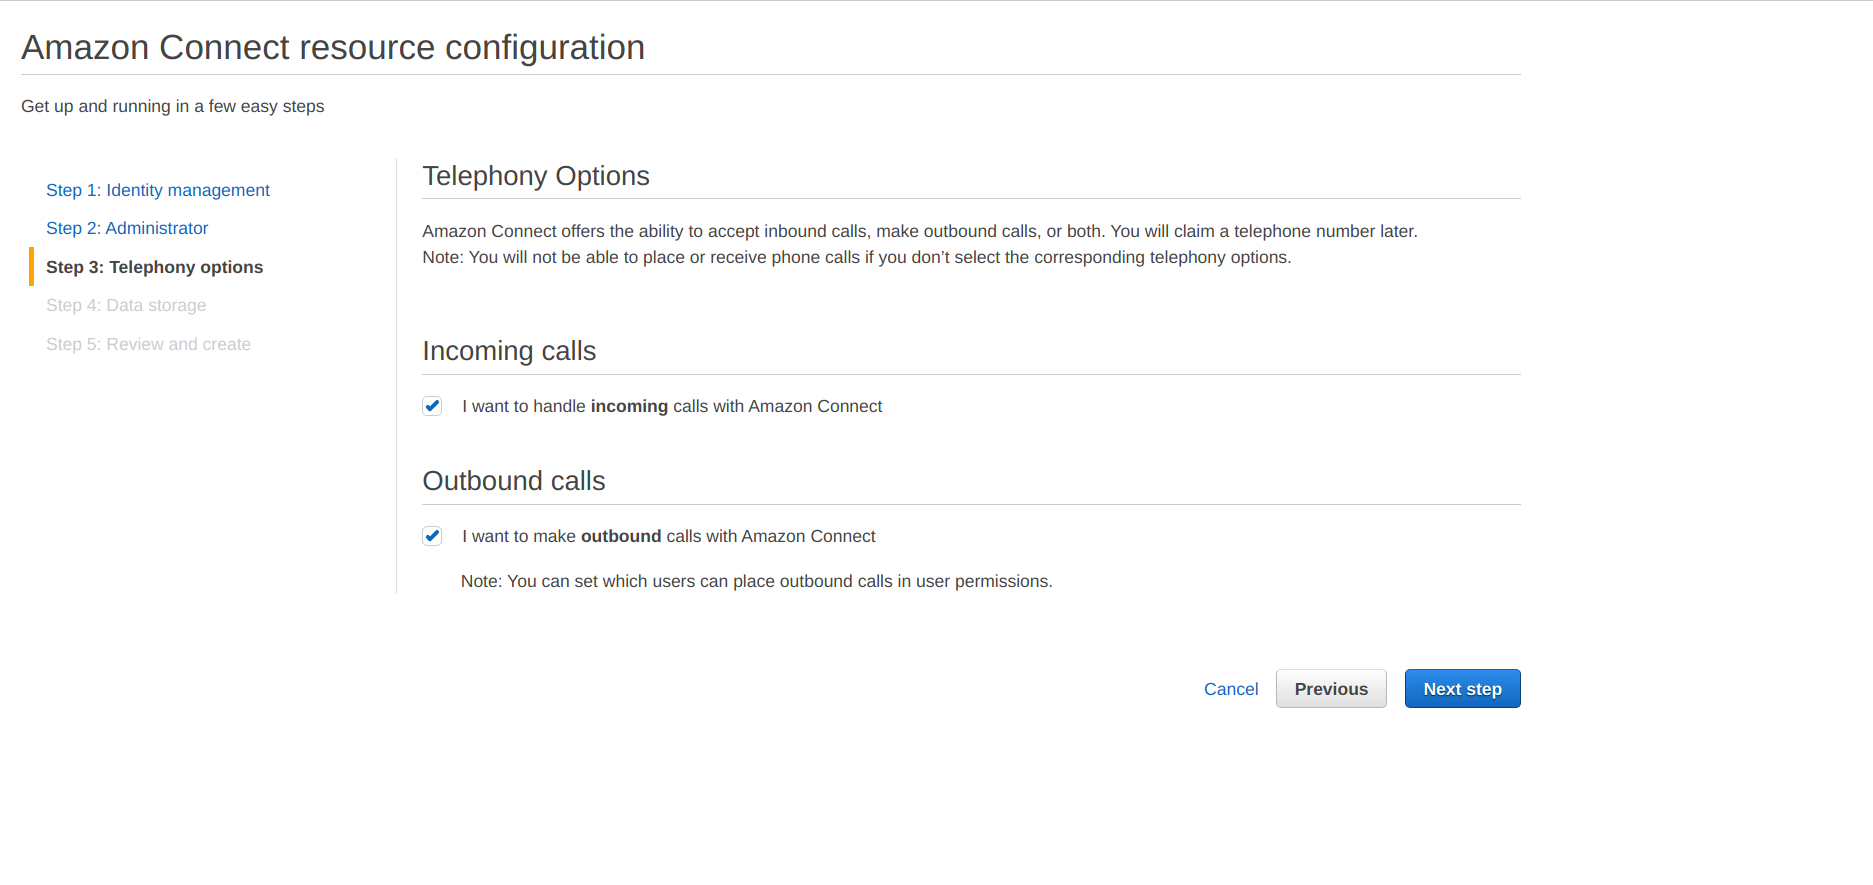 Amazon Connect resource configuration
Get up and running in a few easy steps
Step 1: Identity management
Step 2: Administrator
Step 3: Telephony options
Step 4: Data storage
Step 5: Review and create
Telephony Options
Amazon Connect offers the ability to accept inbound calls, make outbound calls, or both. You will claim a telephone number later.
Note: You will not be able to place or receive phone calls if you don’t select the corresponding telephony options.
Incoming calls
I want to handle incoming calls with Amazon Connect
Outbound calls
I want to make outbound calls with Amazon Connect
Note: You can set which users can place outbound calls in user permissions.
Cancel
Previous
Next step